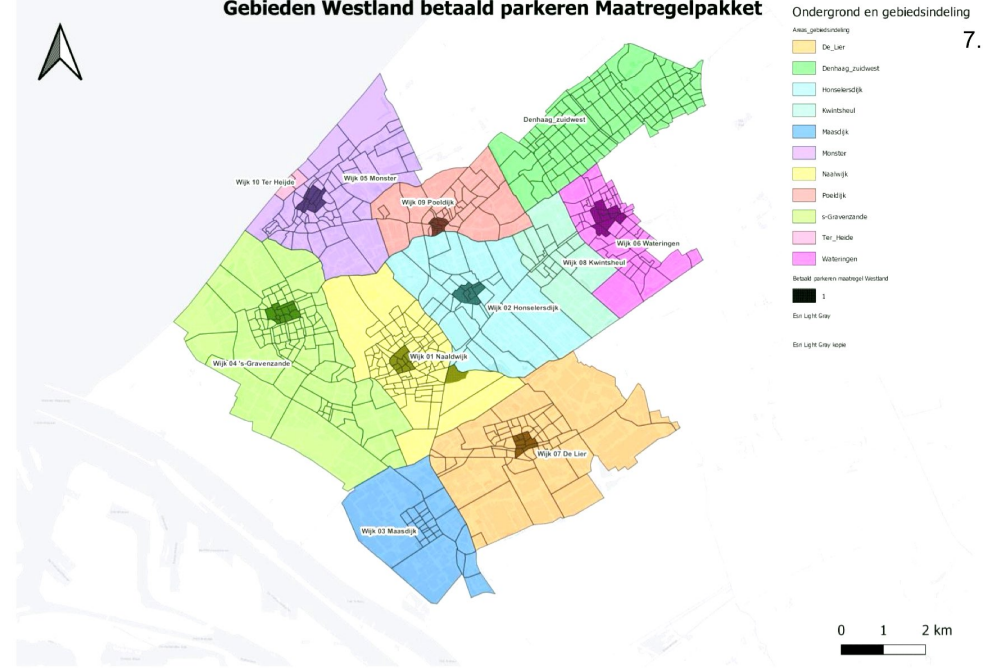 Gebieden Westland betaald parkeren Maatregelpakket
Ondergrond en gebiedsindeling
7.
Areas_gebiedsindeling
De_Lier
Denhaag_zuidwest
Honselersdijk
Kwintsheul
Maasdijk
Monster
Naalwijk
Poeldijk
s-Gravenzande
Ter_Heide
Wateringen
Betaald parkeren maatregel Westland
1
Esri Light Gray
Esri Light Gray kopie
Denhaag_zuidwest
Wijk 10 Ter Heijde
Wijk 05 Monster
Wijk 09 Poeldijk
Wijk 06 Wateringen
Wijk 08 Kwintsheul
Wijk 02 Honselersdijk
Wijk 01 Naaldwijk
Wijk 04 's-Gravenzande
Wijk 07 De Lier
Wijk 03 Maasdijk
0 1 2 km